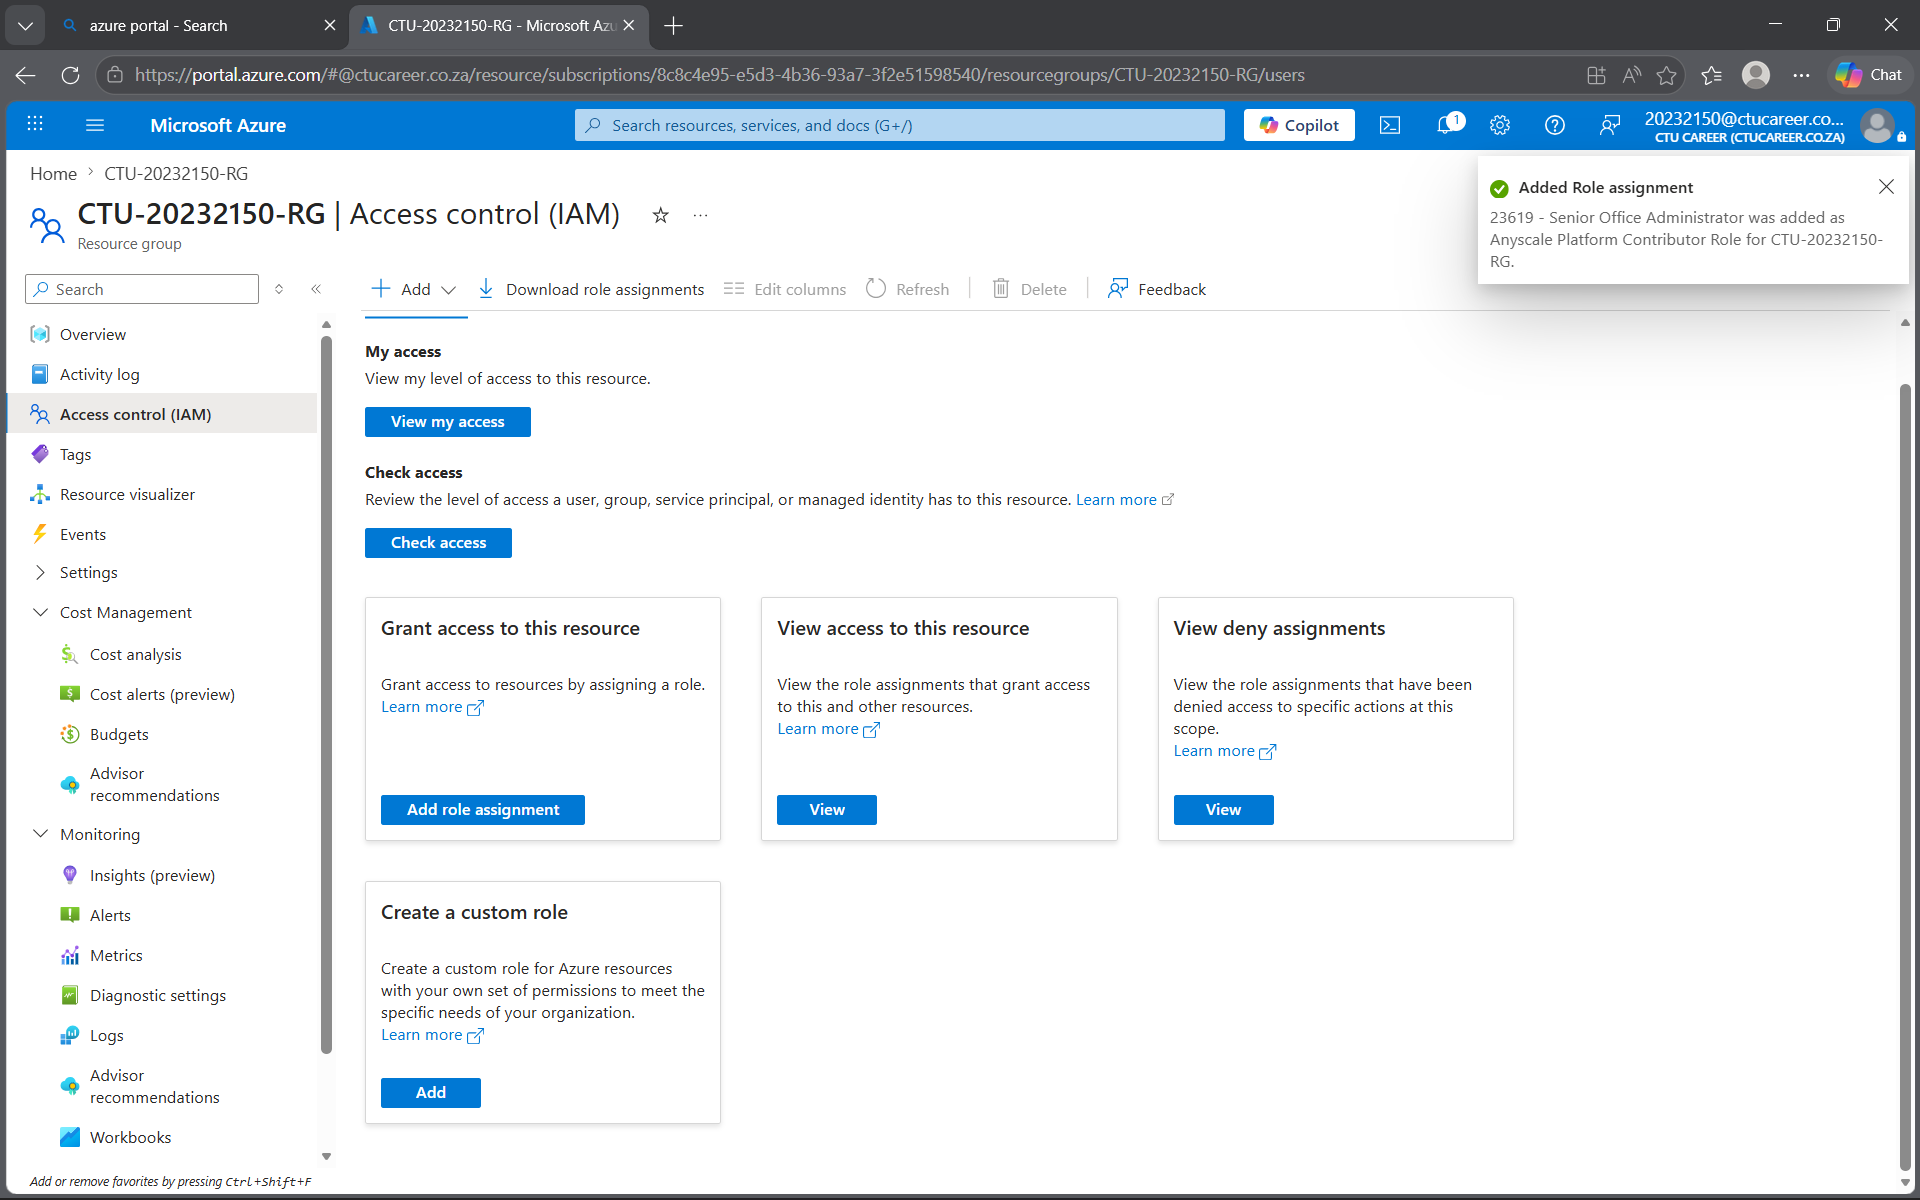 azure portal - Search
CTU-20232150-RG - Microsoft Azu
https://portal.azure.com/#@ctucareer.co.za/resource/subscriptions/8c8c4e95-e5d3-4b36-93a7-3f2e51598540/resourcegroups/CTU-20232150-RG/users
Chat
Microsoft Azure
Search resources, services, and docs (G+/)
Copilot
1
20232150@ctucareer.co...
CTU CAREER (CTUCAREER.CO.ZA)
Home > CTU-20232150-RG
CTU-20232150-RG | Access control (IAM)
Resource group
Added Role assignment
23619 - Senior Office Administrator was added as
Anyscale Platform Contributor Role for CTU-20232150-
RG.
Search
Add
Download role assignments
Edit columns
Refresh
Delete
Feedback
Overview
Activity log
Access control (IAM)
Tags
Resource visualizer
Events
Settings
Cost Management
Cost analysis
Cost alerts (preview)
Budgets
Advisor
recommendations
Monitoring
Insights (preview)
Alerts
Metrics
Diagnostic settings
Logs
Advisor
recommendations
Workbooks
Add or remove favorites by pressing Ctrl+Shift+F
My access
View my level of access to this resource.
View my access
Check access
Review the level of access a user, group, service principal, or managed identity has to this resource. Learn more
Check access
Grant access to this resource
Grant access to resources by assigning a role.
Learn more
Add role assignment
View access to this resource
View the role assignments that grant access
to this and other resources.
Learn more
View
View deny assignments
View the role assignments that have been
denied access to specific actions at this
scope.
Learn more
View
Create a custom role
Create a custom role for Azure resources
with your own set of permissions to meet the
specific needs of your organization.
Learn more
Add